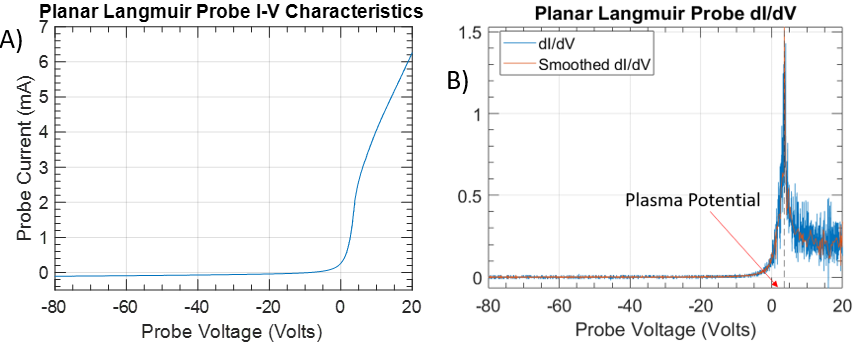 Planar Langmuir Probe I-V Characteristics
A)
7
6
5
4
3
2
1
0
Probe Current (mA)
-80 -60 -40 -20 0 20
Probe Voltage (Volts)
Planar Langmuir Probe dI/dV
B)
dI/dV
Smoothed dI/dV
1.5
1
0.5
0
Plasma Potential
-80 -60 -40 -20 0 20
Probe Voltage (Volts)